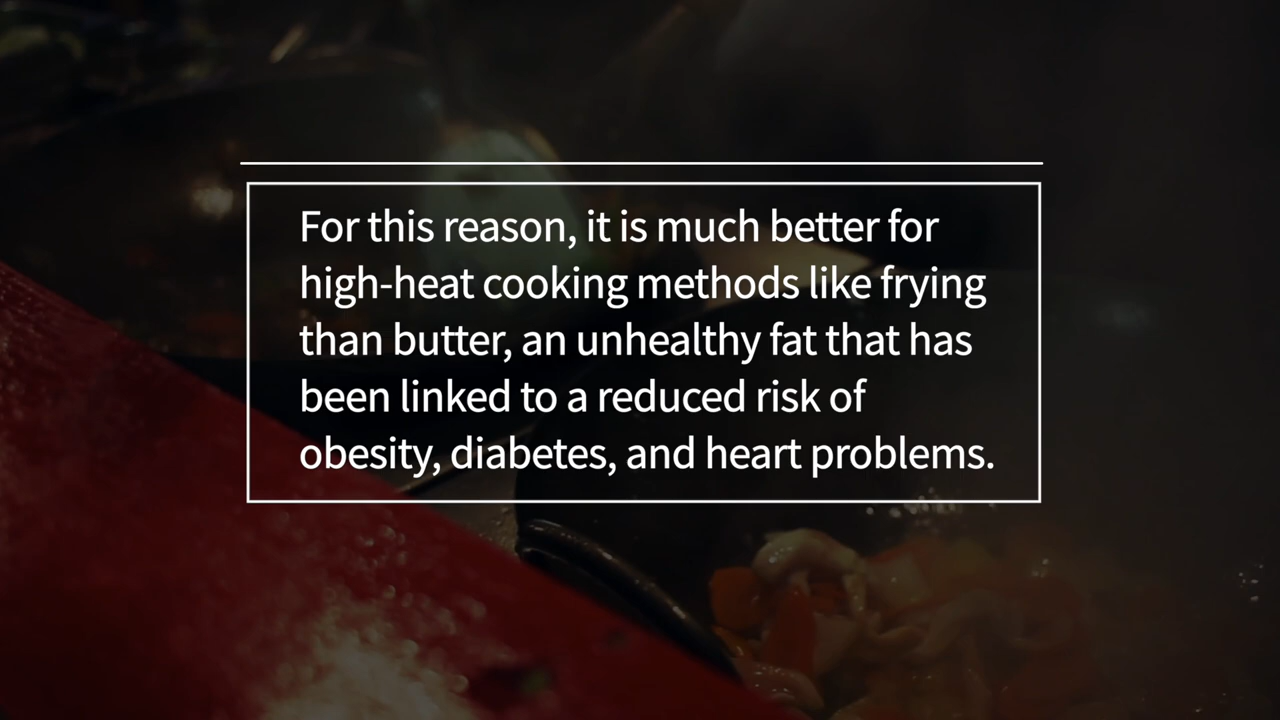 For this reason, it is much better for
high-heat cooking methods like frying
than butter, an unhealthy fat that has
been linked to a reduced risk of
obesity, diabetes, and heart problems.